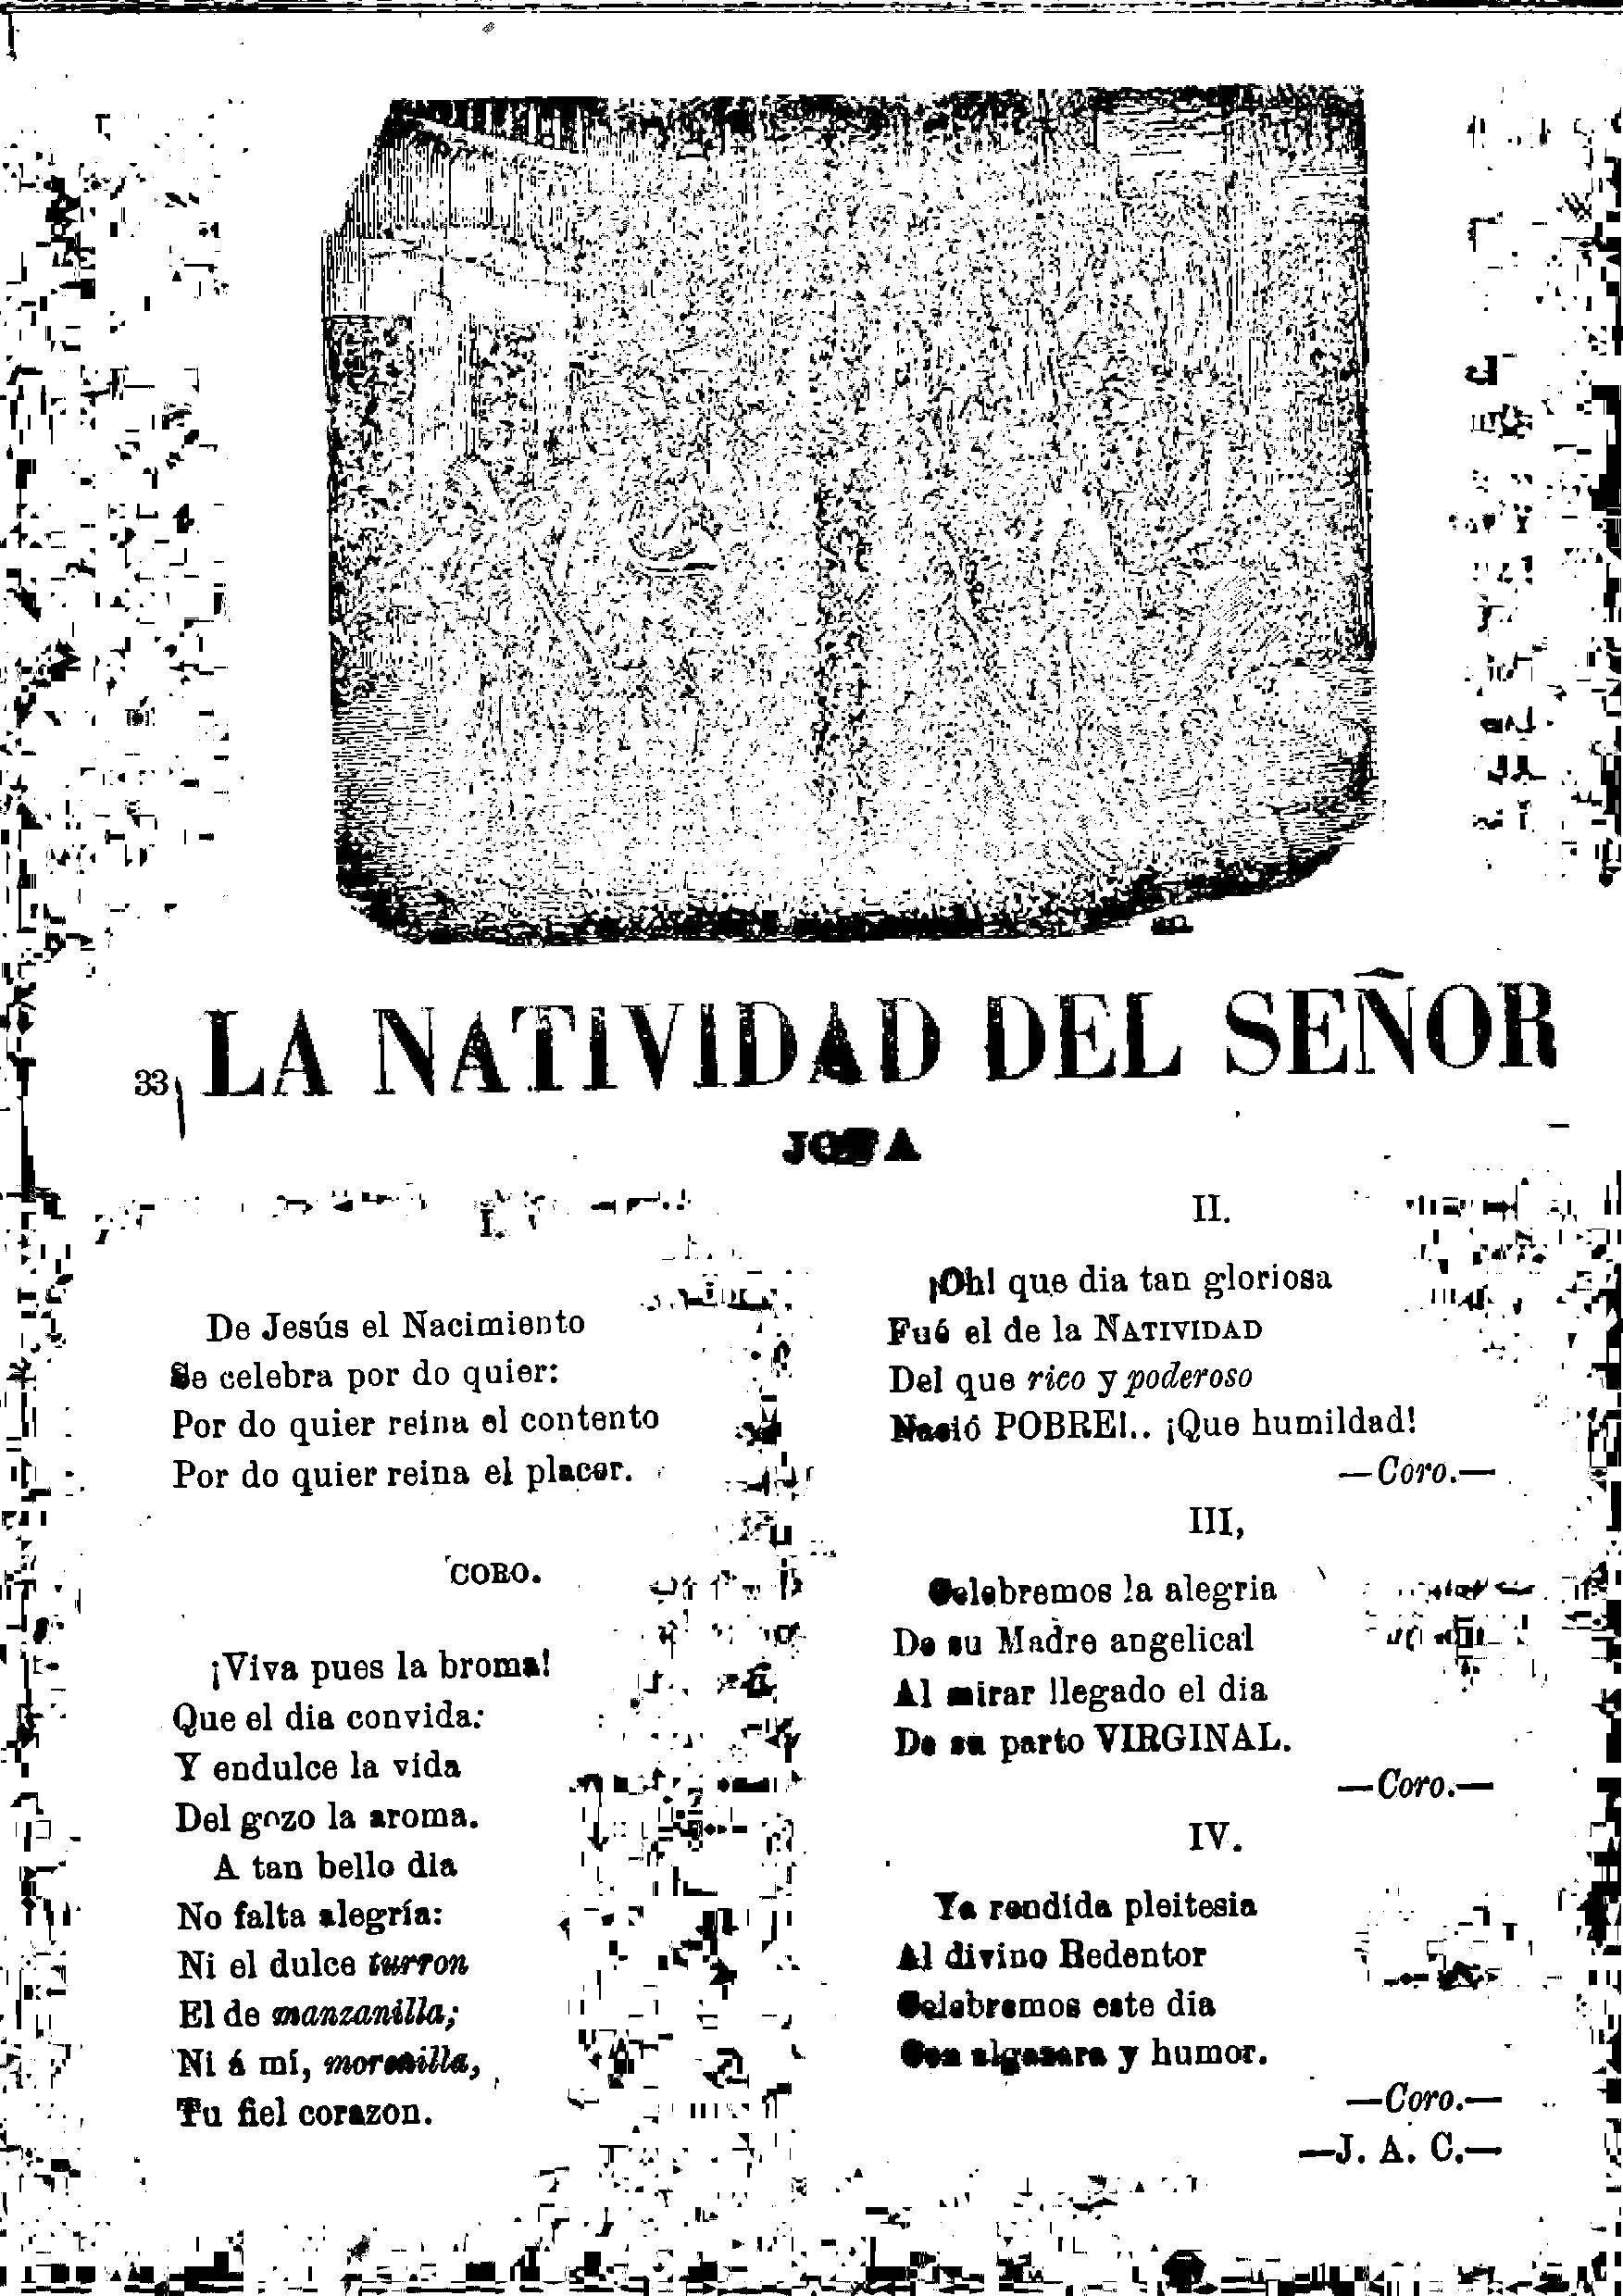 33
LA NATIVIDAD DEL SEÑOR
JOTA
I.
De Jesús el Nacimiento
Se celebra por do quier:
Por do quier reina el contento
Por do quier reina el placer.
CORO.
¡Viva pues la broma!
Que el dia convida:
Y endulce la vida
Del gozo la aroma.
A tan bello dia
No falta alegría:
Ni el dulce turron
El de manzanilla;
Ni á mí, morenilla,
Tu fiel corazon.
II.
¡Oh! que dia tan gloriosa
Fué el de la NATIVIDAD
Del que rico y poderoso
Nació POBRE!.. ¡Que humildad!
—Coro.—
III,
Celebremos la alegria
De su Madre angelical
Al mirar llegado el dia
De su parto VIRGINAL.
—Coro.—
IV.
Ya rendida pleitesia
Al divino Redentor
Celebremos este dia
Con algazara y humor.
—Coro.—
—J. A. C.—